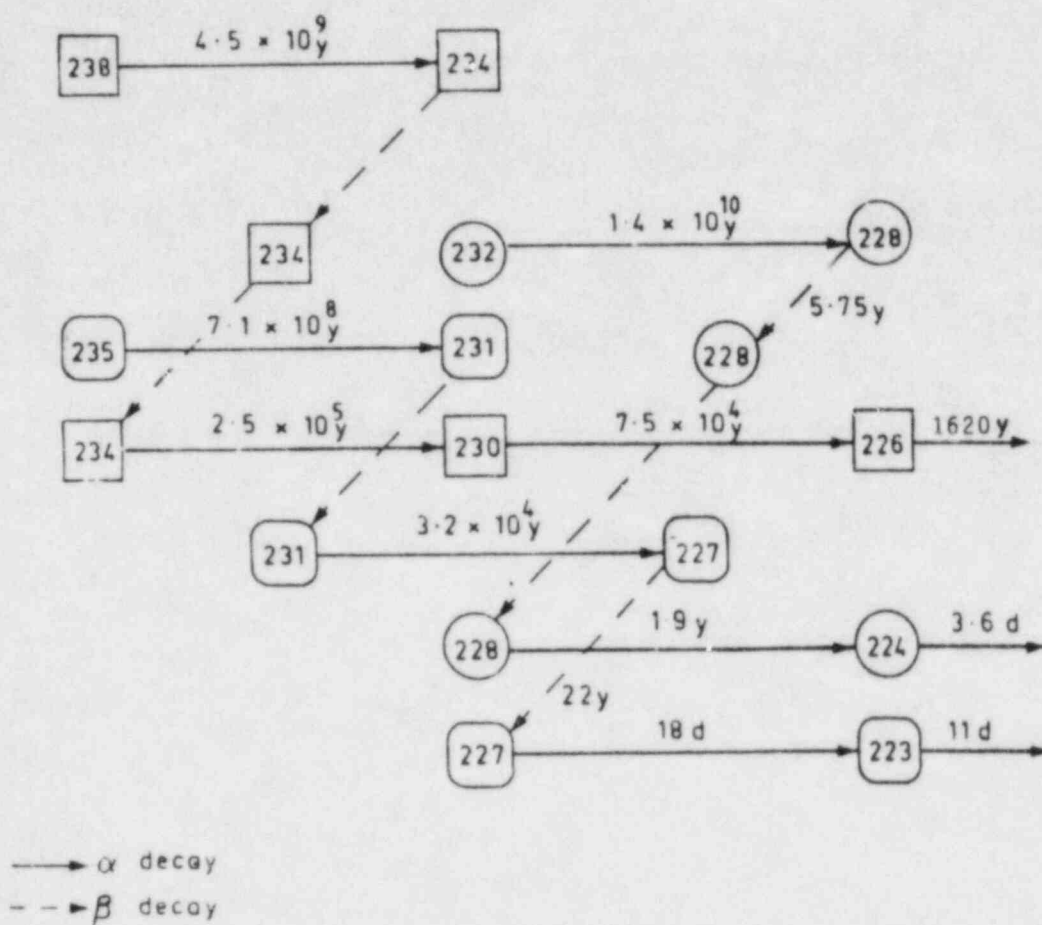 4·5 × 10⁹ y
238
1·4 × 10¹⁰ y
234 232 228
5·75 y
7·1 × 10⁸ y
235 231 228
2·5 × 10⁵ y 7·5 × 10⁴ y 1620 y
234 230 226
3·2 × 10⁴ y
231 227
1·9 y 3·6 d
228 224
22 y
18 d 11 d
227 223
α decay
β decay